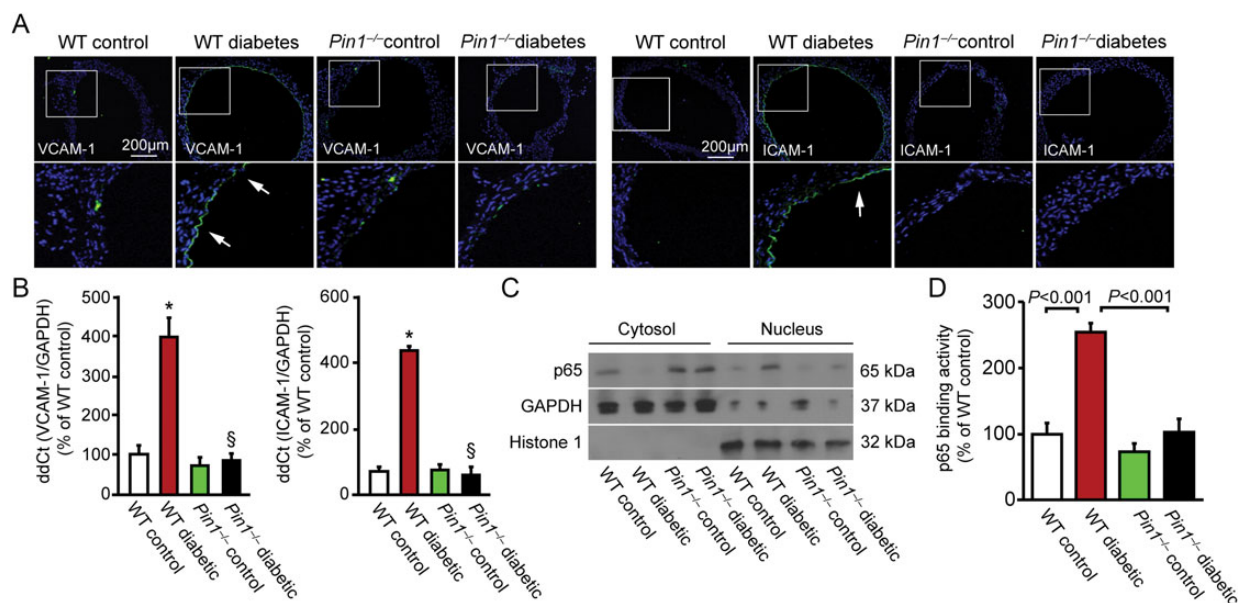 A
WT control WT diabetes Pin1–/–control Pin1–/–diabetes WT control WT diabetes Pin1–/–control Pin1–/–diabetes
VCAM-1 200µm VCAM-1 VCAM-1 VCAM-1 200µm ICAM-1 ICAM-1 ICAM-1
B
ddCt (VCAM-1/GAPDH)
(% of WT control)
500
400
300
200
100
0
*
§
WT control
WT diabetic
Pin1–/– control
Pin1–/– diabetic
ddCt (ICAM-1/GAPDH)
(% of WT control)
600
400
200
0
*
§
WT control
WT diabetic
Pin1–/– control
Pin1–/– diabetic
C
Cytosol Nucleus
p65 65 kDa
GAPDH 37 kDa
Histone 1 32 kDa
WT control
WT diabetic
Pin1–/– control
Pin1–/– diabetic
WT control
WT diabetic
Pin1–/– control
Pin1–/– diabetic
D
p65 binding activity
(% of WT control)
300
200
100
0
P<0.001 P<0.001
WT control
WT diabetic
Pin1–/– control
Pin1–/– diabetic